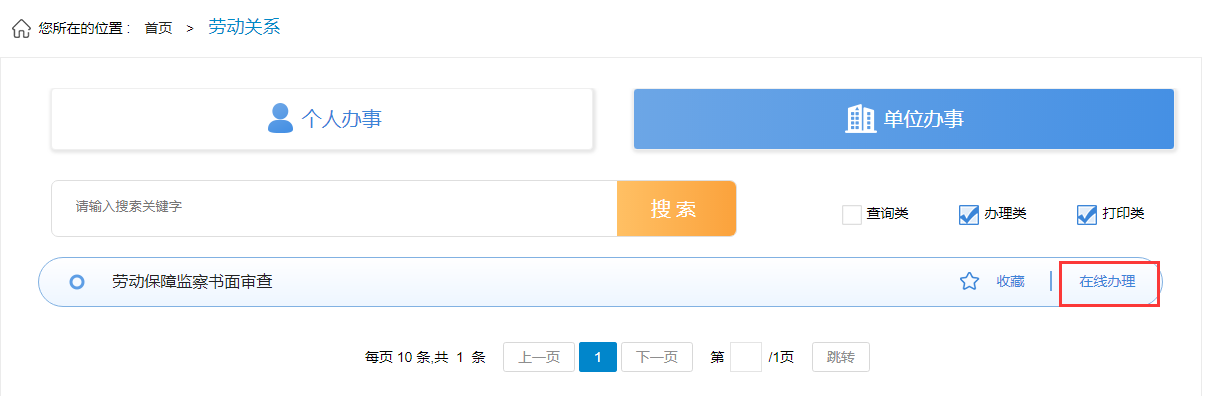 您所在的位置： 首页 > 劳动关系
个人办事
单位办事
请输入搜索关键字
搜索
查询类
办理类
打印类
劳动保障监察书面审查
收藏
在线办理
每页 10 条,共 1 条 上一页 1 下一页 第 /1页 跳转